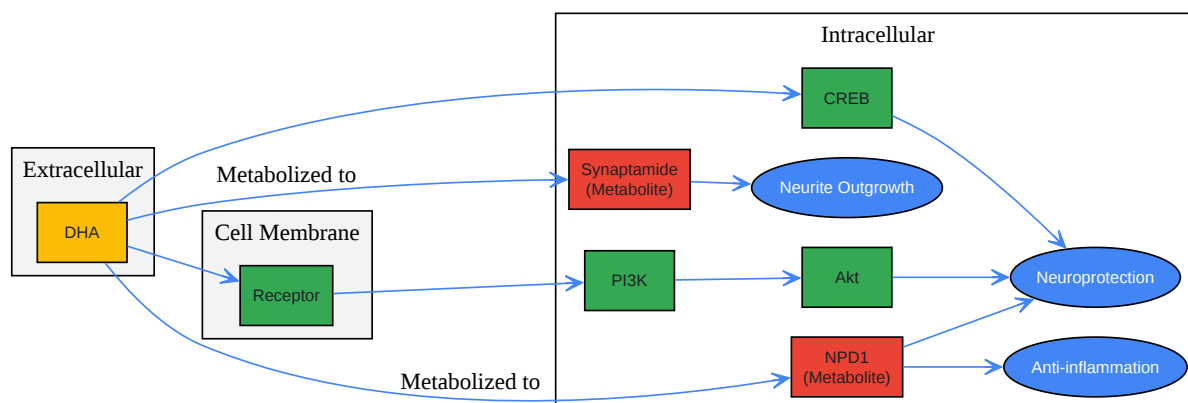 Intracellular
CREB
Extracellular
DHA
Metabolized to
Synaptamide
(Metabolite)
Neurite Outgrowth
Cell Membrane
Receptor
PI3K
Akt
Neuroprotection
Metabolized to
NPD1
(Metabolite)
Anti-inflammation